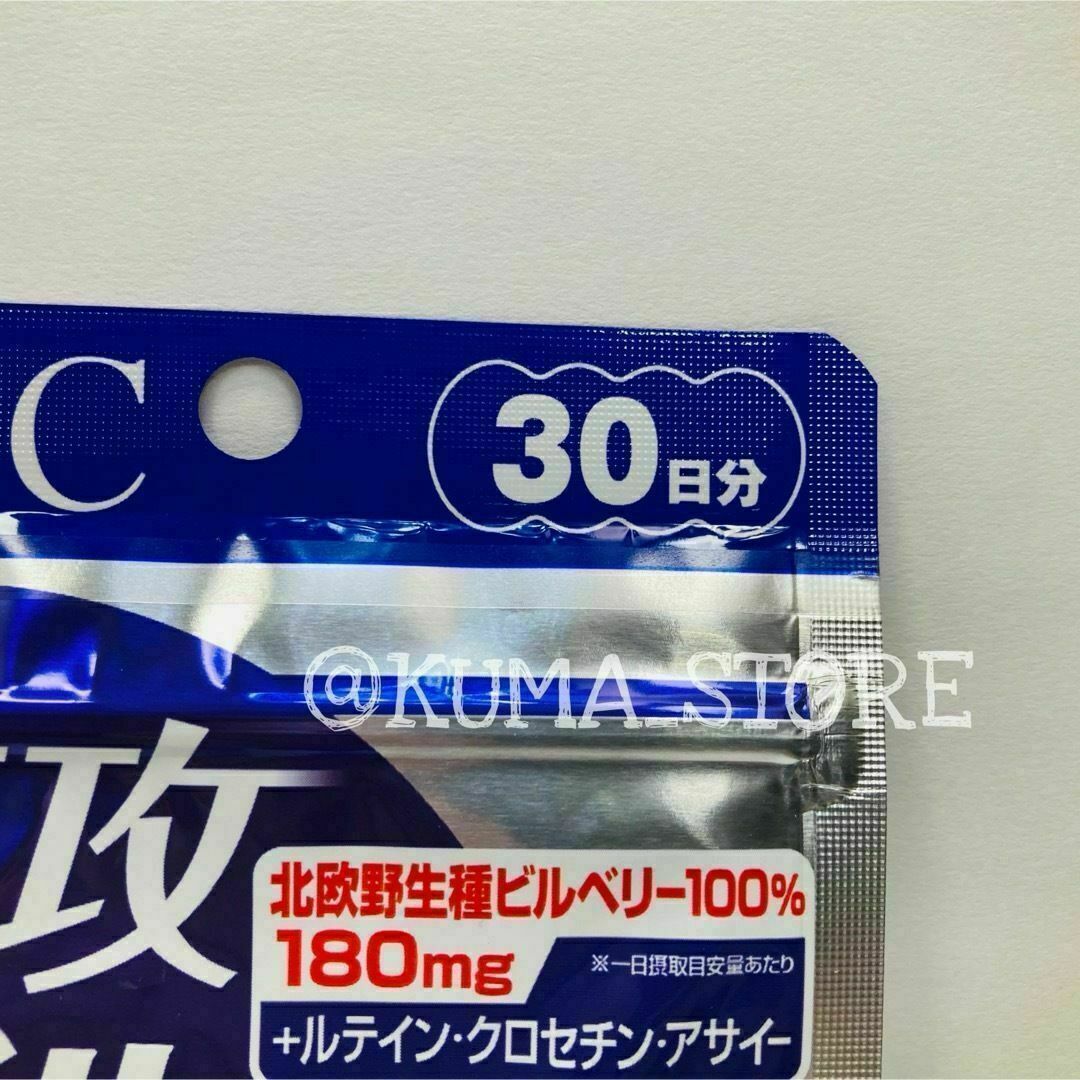 C
30日分
@KUMA_STORE
攻
北欧野生種ビルベリー100%
180mg
※一日摂取目安量あたり
+ルテイン・クロセチン・アサイー